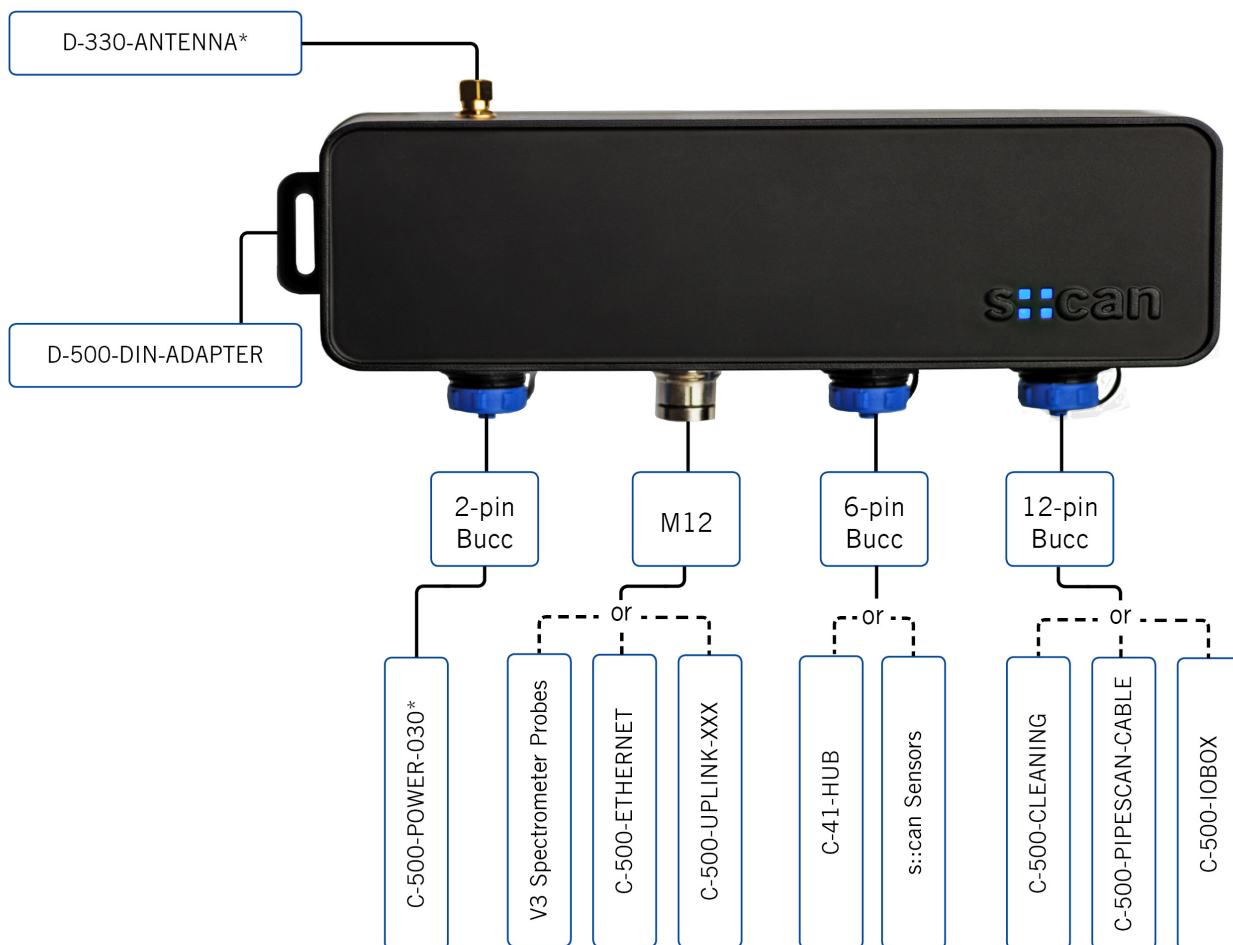 D-330-ANTENNA*
s::can
D-500-DIN-ADAPTER
2-pin
Bucc
M12
6-pin
Bucc
12-pin
Bucc
or
or
or
C-500-POWER-030*
V3 Spectrometer Probes
C-500-ETHERNET
C-500-UPLINK-XXX
C-41-HUB
s::can Sensors
C-500-CLEANING
C-500-PIPESCAN-CABLE
C-500-IOBOX